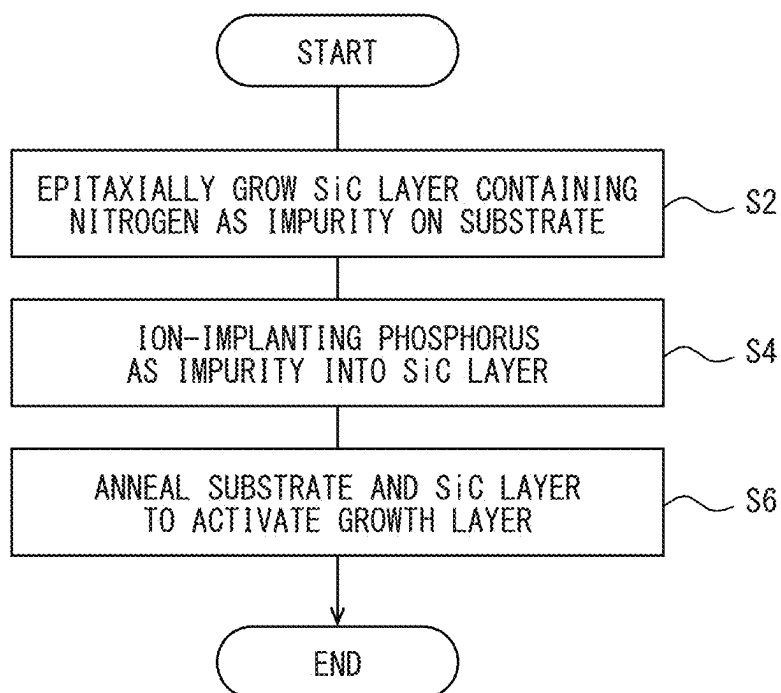 START
EPITAXIALLY GROW SiC LAYER CONTAINING
NITROGEN AS IMPURITY ON SUBSTRATE
S2
ION-IMPLANTING PHOSPHORUS
AS IMPURITY INTO SiC LAYER
S4
ANNEAL SUBSTRATE AND SiC LAYER
TO ACTIVATE GROWTH LAYER
S6
END